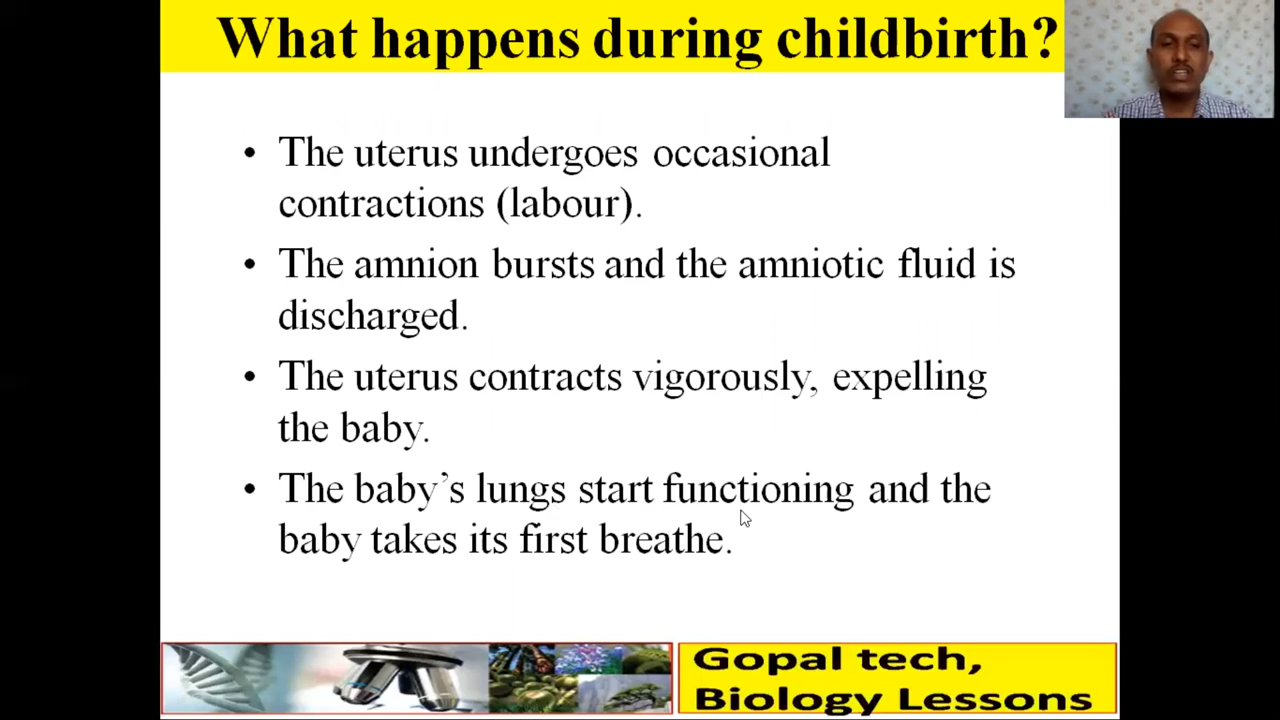 What happens during childbirth?
• The uterus undergoes occasional
contractions (labour).
• The amnion bursts and the amniotic fluid is
discharged.
• The uterus contracts vigorously, expelling
the baby.
• The baby’s lungs start functioning and the
baby takes its first breathe.
Gopal tech,
Biology Lessons